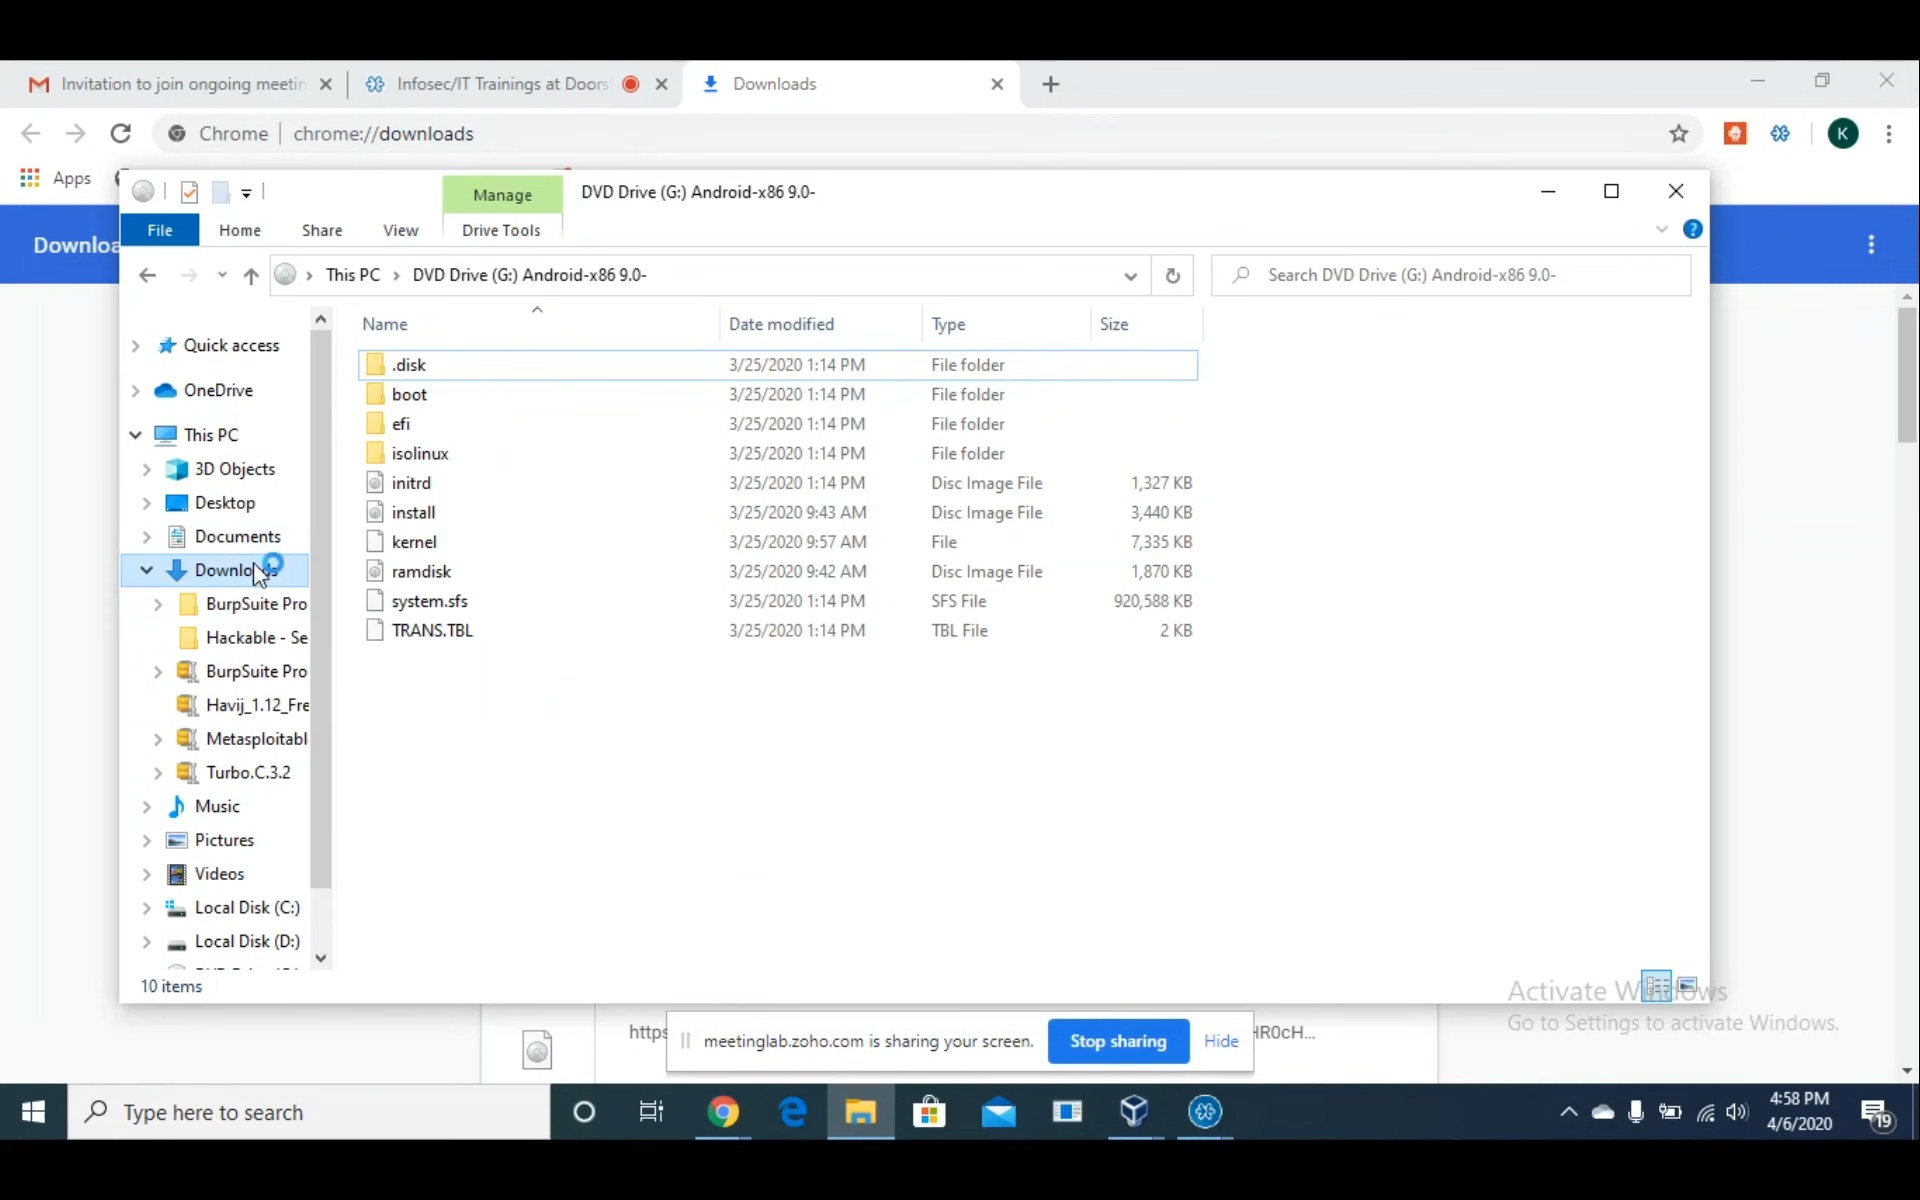 Invitation to join ongoing meetin
Infosec/IT Trainings at Doors
Downloads
Chrome
chrome://downloads
K
Apps
Manage
DVD Drive (G:) Android-x86 9.0-
File
Home
Share
View
Drive Tools
This PC
DVD Drive (G:) Android-x86 9.0-
Search DVD Drive (G:) Android-x86 9.0-
Name
Date modified
Type
Size
.disk 3/25/2020 1:14 PM File folder
boot 3/25/2020 1:14 PM File folder
efi 3/25/2020 1:14 PM File folder
isolinux 3/25/2020 1:14 PM File folder
initrd 3/25/2020 1:14 PM Disc Image File 1,327 KB
install 3/25/2020 9:43 AM Disc Image File 3,440 KB
kernel 3/25/2020 9:57 AM File 7,335 KB
ramdisk 3/25/2020 9:42 AM Disc Image File 1,870 KB
system.sfs 3/25/2020 1:14 PM SFS File 920,588 KB
TRANS.TBL 3/25/2020 1:14 PM TBL File 2 KB
Quick access
OneDrive
This PC
3D Objects
Desktop
Documents
Downloads
BurpSuite Pro
Hackable - Se
BurpSuite Pro
Havij_1.12_Fre
Metasploitabl
Turbo.C.3.2
Music
Pictures
Videos
Local Disk (C:)
Local Disk (D:)
10 items
Downloa
Activate Windows
Go to Settings to activate Windows.
https
meetinglab.zoho.com is sharing your screen.
Stop sharing
Hide
HR0cH...
Type here to search
4:58 PM
4/6/2020
19